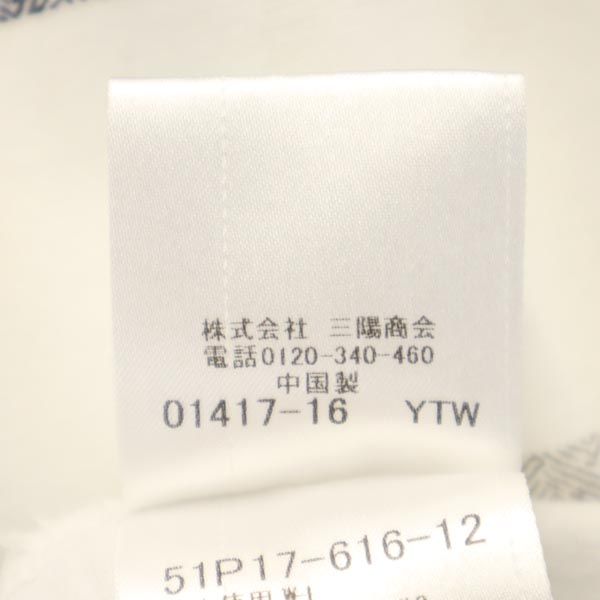 株式会社 三陽商会
電話0120-340-460
中国製
01417-16 YTW
51P17-616-12